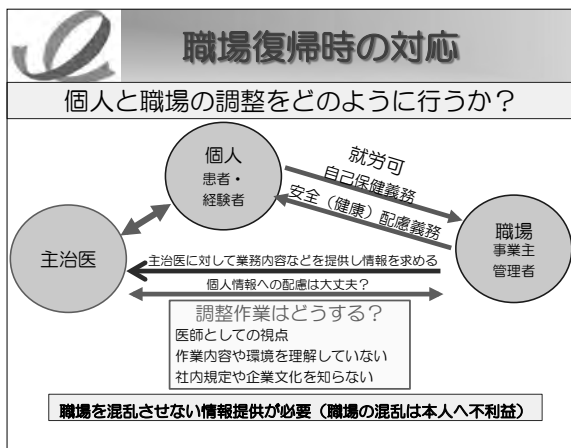 職場復帰時の対応
個人と職場の調整をどのように行うか？
個人
患者・
経験者
就労可
自己保健義務
安全（健康）配慮義務
職場
事業主
管理者
主治医
主治医に対して業務内容などを提供し情報を求める
個人情報への配慮は大丈夫？
調整作業はどうする？
医師としての視点
作業内容や環境を理解していない
社内規定や企業文化を知らない
職場を混乱させない情報提供が必要（職場の混乱は本人へ不利益）